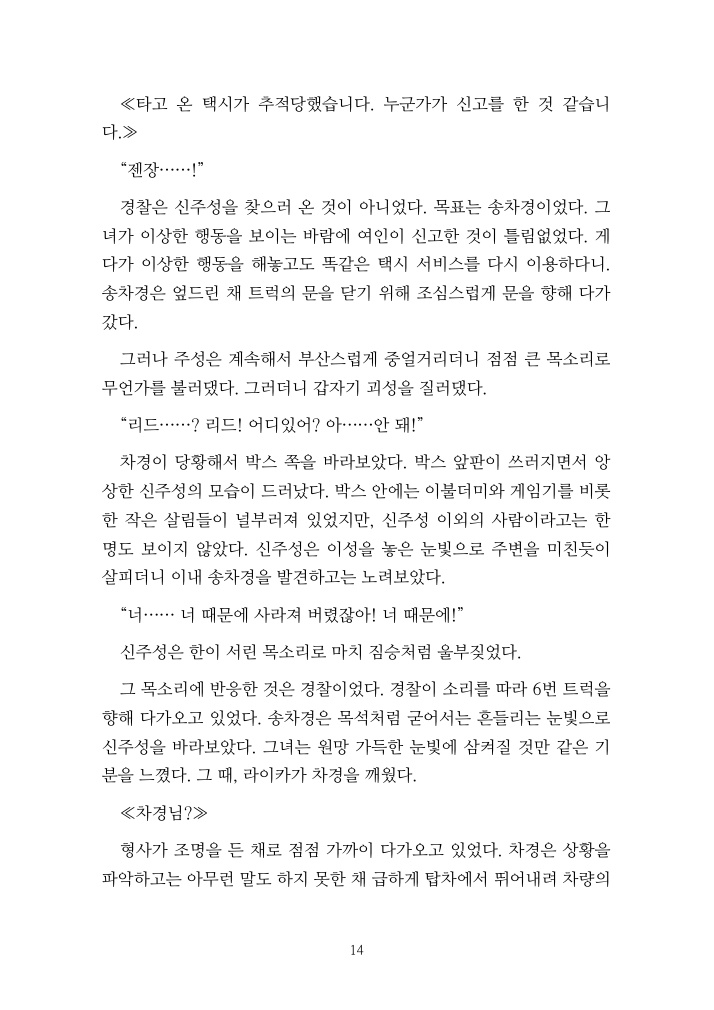 ≪타고 온 택시가 추적당했습니다. 누군가가 신고를 한 것 같습니
다.≫
“젠장……!”
경찰은 신주성을 찾으러 온 것이 아니었다. 목표는 송차경이었다. 그
녀가 이상한 행동을 보이는 바람에 여인이 신고한 것이 틀림없었다. 게
다가 이상한 행동을 해놓고도 똑같은 택시 서비스를 다시 이용하다니.
송차경은 엎드린 채 트럭의 문을 닫기 위해 조심스럽게 문을 향해 다가
갔다.
그러나 주성은 계속해서 부산스럽게 중얼거리더니 점점 큰 목소리로
무언가를 불러댔다. 그러더니 갑자기 괴성을 질러댔다.
“리드……? 리드! 어디있어? 아……안 돼!”
차경이 당황해서 박스 쪽을 바라보았다. 박스 앞판이 쓰러지면서 앙
상한 신주성의 모습이 드러났다. 박스 안에는 이불더미와 게임기를 비롯
한 작은 살림들이 널부러져 있었지만, 신주성 이외의 사람이라고는 한
명도 보이지 않았다. 신주성은 이성을 놓은 눈빛으로 주변을 미친듯이
살피더니 이내 송차경을 발견하고는 노려보았다.
“너…… 너 때문에 사라져 버렸잖아! 너 때문에!”
신주성은 한이 서린 목소리로 마치 짐승처럼 울부짖었다.
그 목소리에 반응한 것은 경찰이었다. 경찰이 소리를 따라 6번 트럭을
향해 다가오고 있었다. 송차경은 목석처럼 굳어서는 흔들리는 눈빛으로
신주성을 바라보았다. 그녀는 원망 가득한 눈빛에 삼켜질 것만 같은 기
분을 느꼈다. 그 때, 라이카가 차경을 깨웠다.
≪차경님?≫
형사가 조명을 든 채로 점점 가까이 다가오고 있었다. 차경은 상황을
파악하고는 아무런 말도 하지 못한 채 급하게 탑차에서 뛰어내려 차량의
14